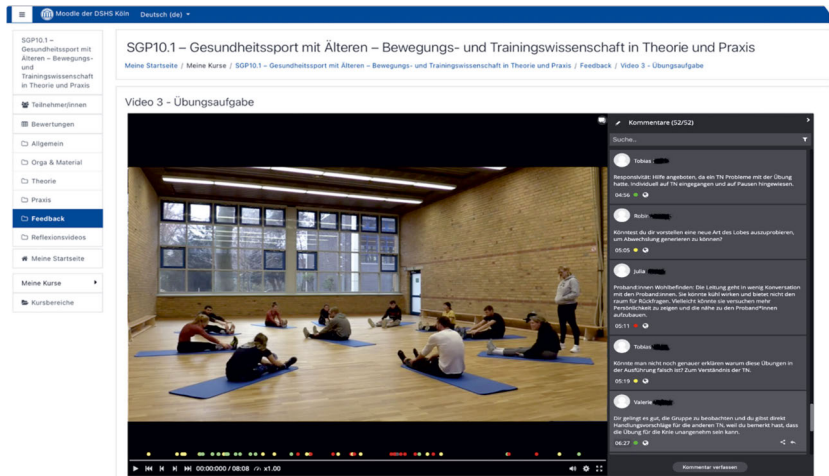 Moodle der DSHS Köln
Deutsch (de)
SGP10.1 –
Gesundheitssport mit
Älteren – Bewegungs-
und
Trainingswissenschaft
in Theorie und Praxis
Teilnehmer/innen
Bewertungen
Allgemein
Orga & Material
Theorie
Praxis
Feedback
Reflexionsvideos
Meine Startseite
Meine Kurse
Kursbereiche
SGP10.1 – Gesundheitssport mit Älteren – Bewegungs- und Trainingswissenschaft in Theorie und Praxis
Meine Startseite / Meine Kurse / SGP10.1 – Gesundheitssport mit Älteren – Bewegungs- und Trainingswissenschaft in Theorie und Praxis / Feedback / Video 3 - Übungsaufgabe
Video 3 - Übungsaufgabe
00:00:000 / 08:08 x1.00
Kommentare (52/52)
Suche..
Tobias
Responsivität: Hilfe angeboten, da ein TN Probleme mit der Übung
hatte. Individuell auf TN eingegangen und auf Pausen hingewiesen.
04:56
Robin
Könntest du dir vorstellen eine neue Art des Lobes auszuprobieren,
um Abwechslung generieren zu können?
05:05
Julia
Proband:innen Wohlbefinden: Die Leitung geht in wenig Konversation
mit den Proband:innen. Sie könnte kühl wirken und bietet nicht den
raum für Rückfragen. Vielleicht könnte sie versuchen mehr
Persönlichkeit zu zeigen und die nähe zu den Proband*innen
aufzubauen.
05:11
Tobias
Könnte man nicht noch genauer erklären warum diese Übungen in
der Ausführung falsch ist? Zum Verständnis der TN.
05:19
Valerie
Dir gelingt es gut, die Gruppe zu beobachten und du gibst direkt
Handlungsvorschläge für die anderen TN, weil du bemerkt hast, dass
die Übung für die Knie unangenehm sein kann.
06:27
Kommentar verfassen